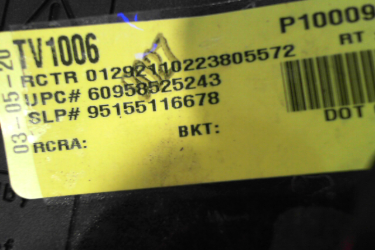 TV1006
P10009
RCTR 01292110223805572
RT
UPC# 60958525243
SLP# 95155116678
DOT
RCRA:
BKT:
03-05-20